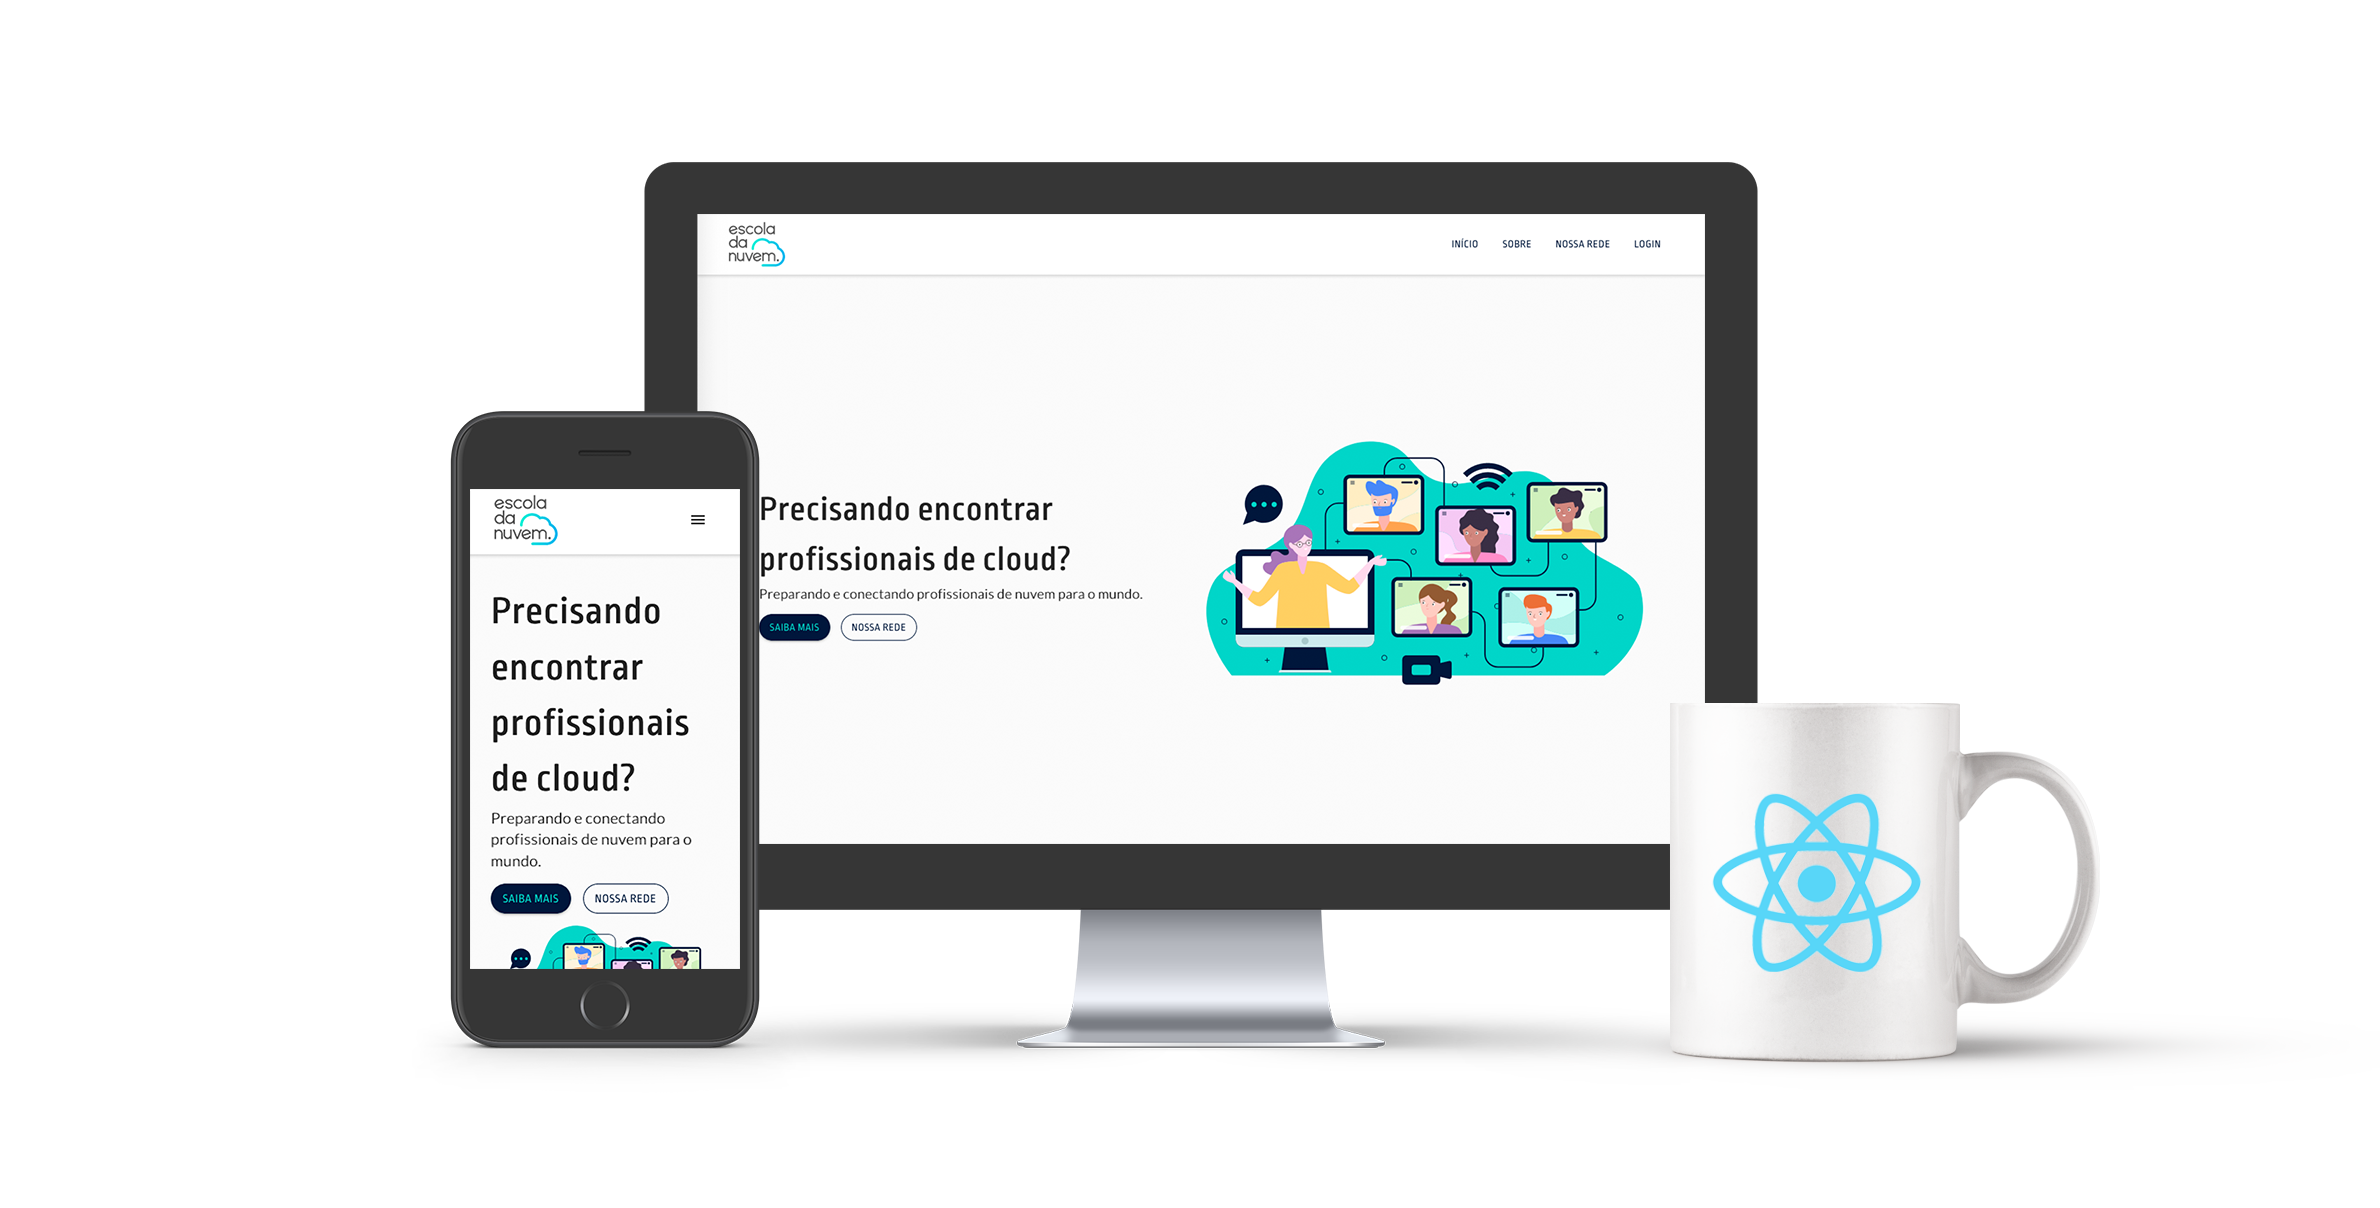 escola
da
nuvem.
INÍCIO SOBRE NOSSA REDE LOGIN
Precisando encontrar
profissionais de cloud?
Preparando e conectando profissionais de nuvem para o mundo.
SAIBA MAIS NOSSA REDE
escola
da
nuvem.
Precisando
encontrar
profissionais
de cloud?
Preparando e conectando
profissionais de nuvem para o
mundo.
SAIBA MAIS NOSSA REDE